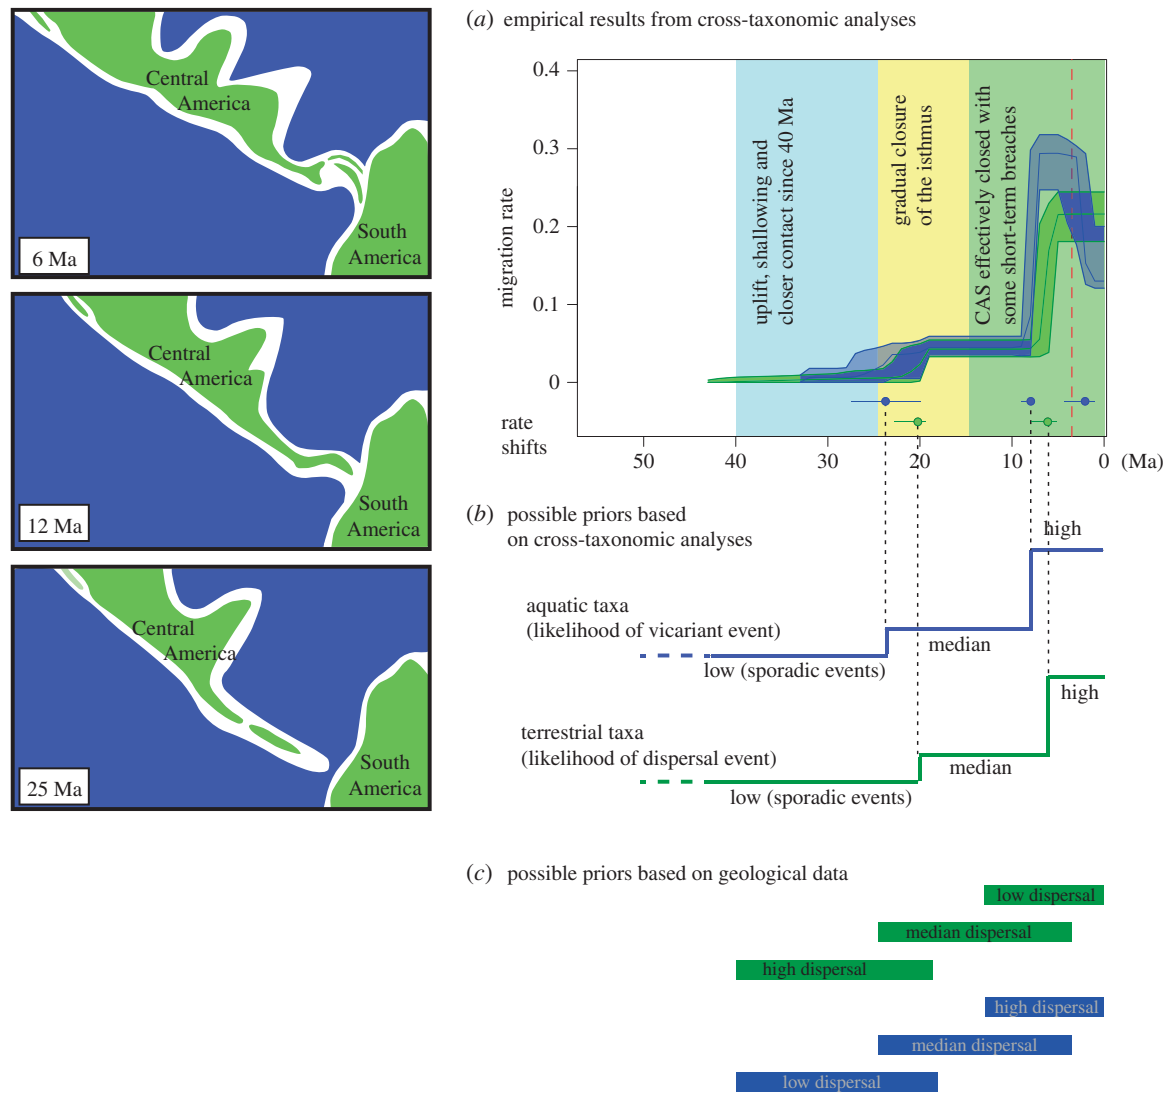 Central
America
South
America
6 Ma
Central
America
South
America
12 Ma
Central
America
South
America
25 Ma
(a) empirical results from cross-taxonomic analyses
0.4
0.3
0.2
0.1
0
migration rate
uplift, shallowing and
closer contact since 40 Ma
gradual closure
of the isthmus
CAS effectively closed with
some short-term breaches
rate
shifts
50 40 30 20 10 0 (Ma)
(b) possible priors based
on cross-taxonomic analyses
high
aquatic taxa
(likelihood of vicariant event)
median
low (sporadic events)
high
terrestrial taxa
(likelihood of dispersal event)
median
low (sporadic events)
(c) possible priors based on geological data
low dispersal
median dispersal
high dispersal
high dispersal
median dispersal
low dispersal